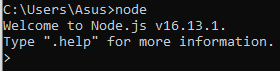 C:\Users\Asus>node
Welcome to Node.js v16.13.1.
Type ".help" for more information.
>